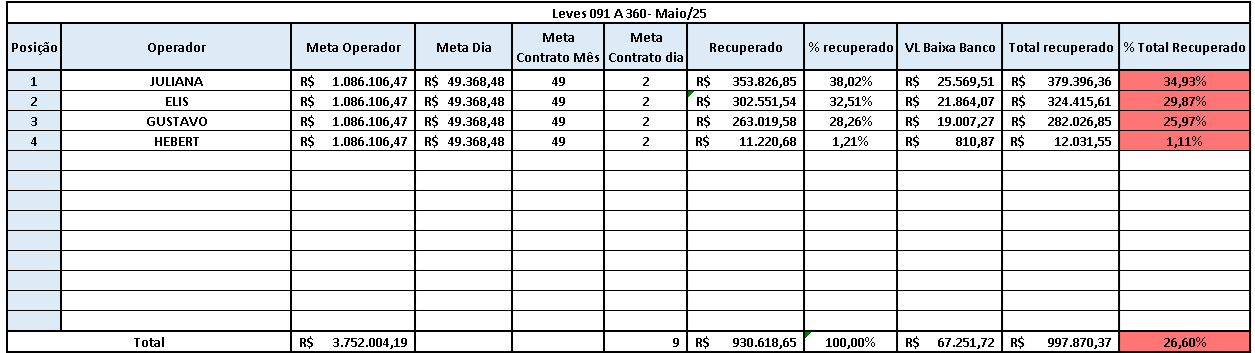 Leves 091 A 360- Maio/25
Posição Operador Meta Operador Meta Dia Meta Contrato Mês Meta Contrato dia Recuperado % recuperado VL Baixa Banco Total recuperado % Total Recuperado
1 JULIANA R$ 1.086.106,47 R$ 49.368,48 49 2 R$ 353.826,85 38,02% R$ 25.569,51 R$ 379.396,36 34,93%
2 ELIS R$ 1.086.106,47 R$ 49.368,48 49 2 R$ 302.551,54 32,51% R$ 21.864,07 R$ 324.415,61 29,87%
3 GUSTAVO R$ 1.086.106,47 R$ 49.368,48 49 2 R$ 263.019,58 28,26% R$ 19.007,27 R$ 282.026,85 25,97%
4 HEBERT R$ 1.086.106,47 R$ 49.368,48 49 2 R$ 11.220,68 1,21% R$ 810,87 R$ 12.031,55 1,11%
Total R$ 3.752.004,19 9 R$ 930.618,65 100,00% R$ 67.251,72 R$ 997.870,37 26,60%